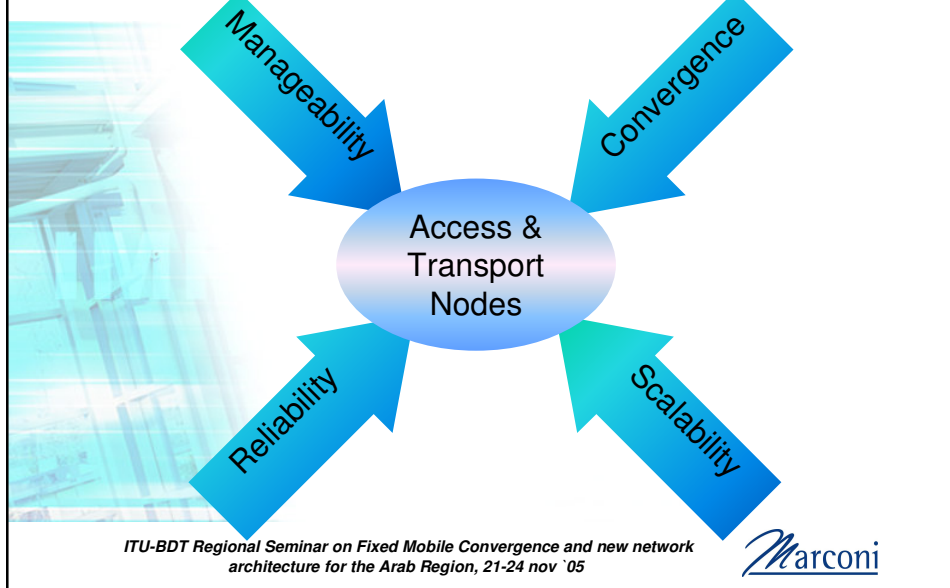 Manageability
Convergence
Access &
Transport
Nodes
Reliability
Scalability
ITU-BDT Regional Seminar on Fixed Mobile Convergence and new network
architecture for the Arab Region, 21-24 nov `05
Marconi